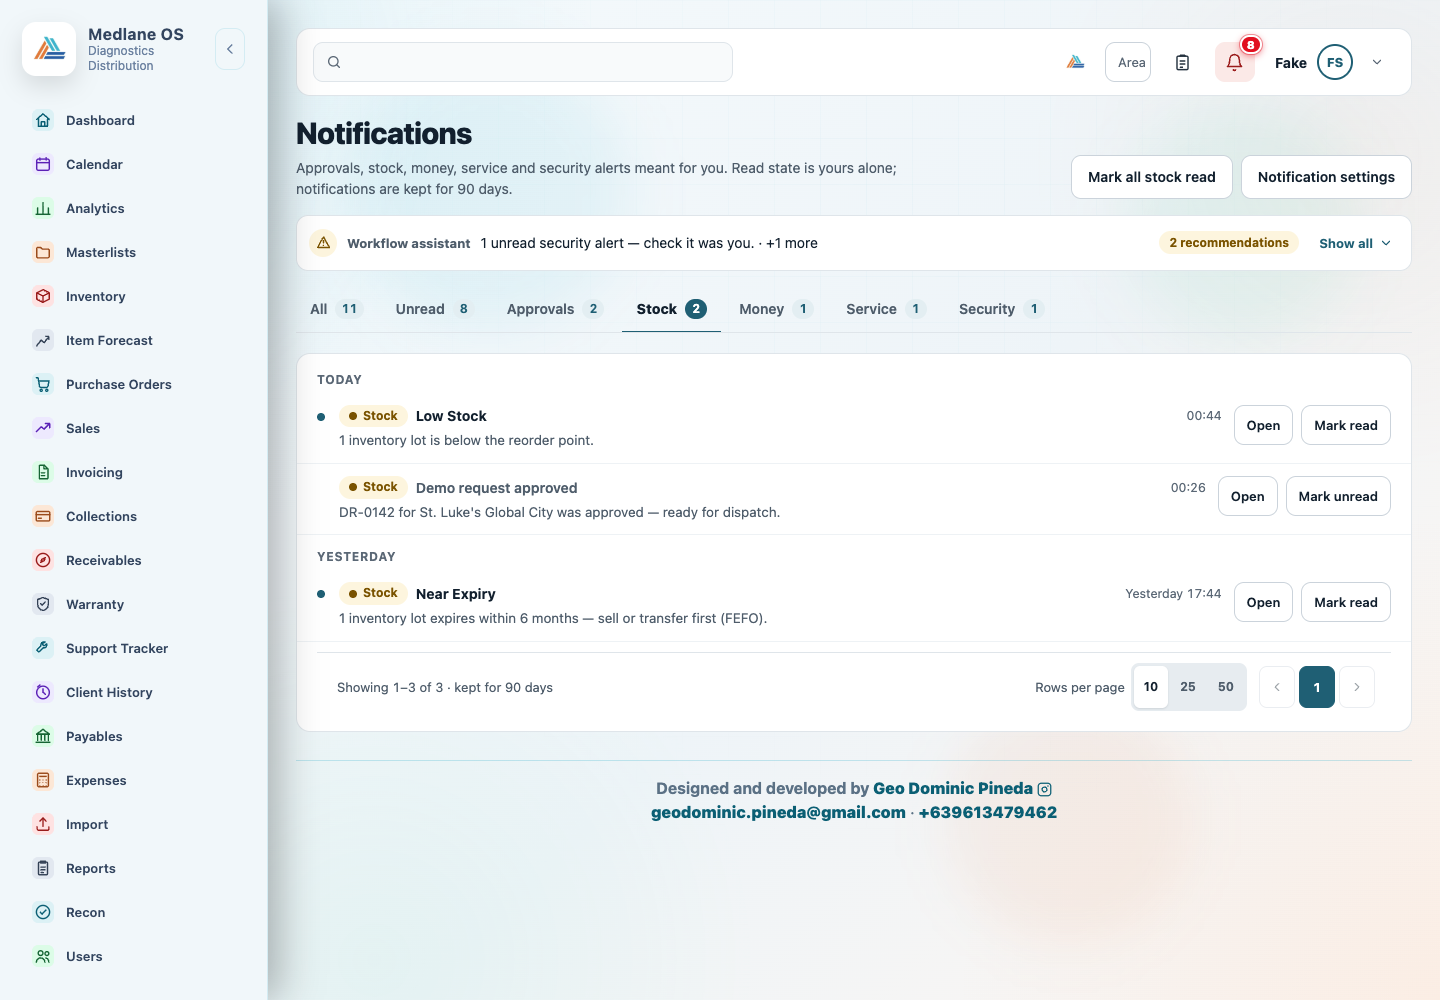 Medlane OS
Diagnostics
Distribution
Dashboard
Calendar
Analytics
Masterlists
Inventory
Item Forecast
Purchase Orders
Sales
Invoicing
Collections
Receivables
Warranty
Support Tracker
Client History
Payables
Expenses
Import
Reports
Recon
Users
Area
8
Fake
FS
Notifications
Approvals, stock, money, service and security alerts meant for you. Read state is yours alone;
notifications are kept for 90 days.
Mark all stock read
Notification settings
Workflow assistant 1 unread security alert — check it was you. · +1 more
2 recommendations
Show all
All 11
Unread 8
Approvals 2
Stock 2
Money 1
Service 1
Security 1
TODAY
Stock Low Stock
00:44
Open
Mark read
1 inventory lot is below the reorder point.
Stock Demo request approved
00:26
Open
Mark unread
DR-0142 for St. Luke's Global City was approved — ready for dispatch.
YESTERDAY
Stock Near Expiry
Yesterday 17:44
Open
Mark read
1 inventory lot expires within 6 months — sell or transfer first (FEFO).
Showing 1–3 of 3 · kept for 90 days
Rows per page 10 25 50
1
Designed and developed by Geo Dominic Pineda
geodominic.pineda@gmail.com · +639613479462